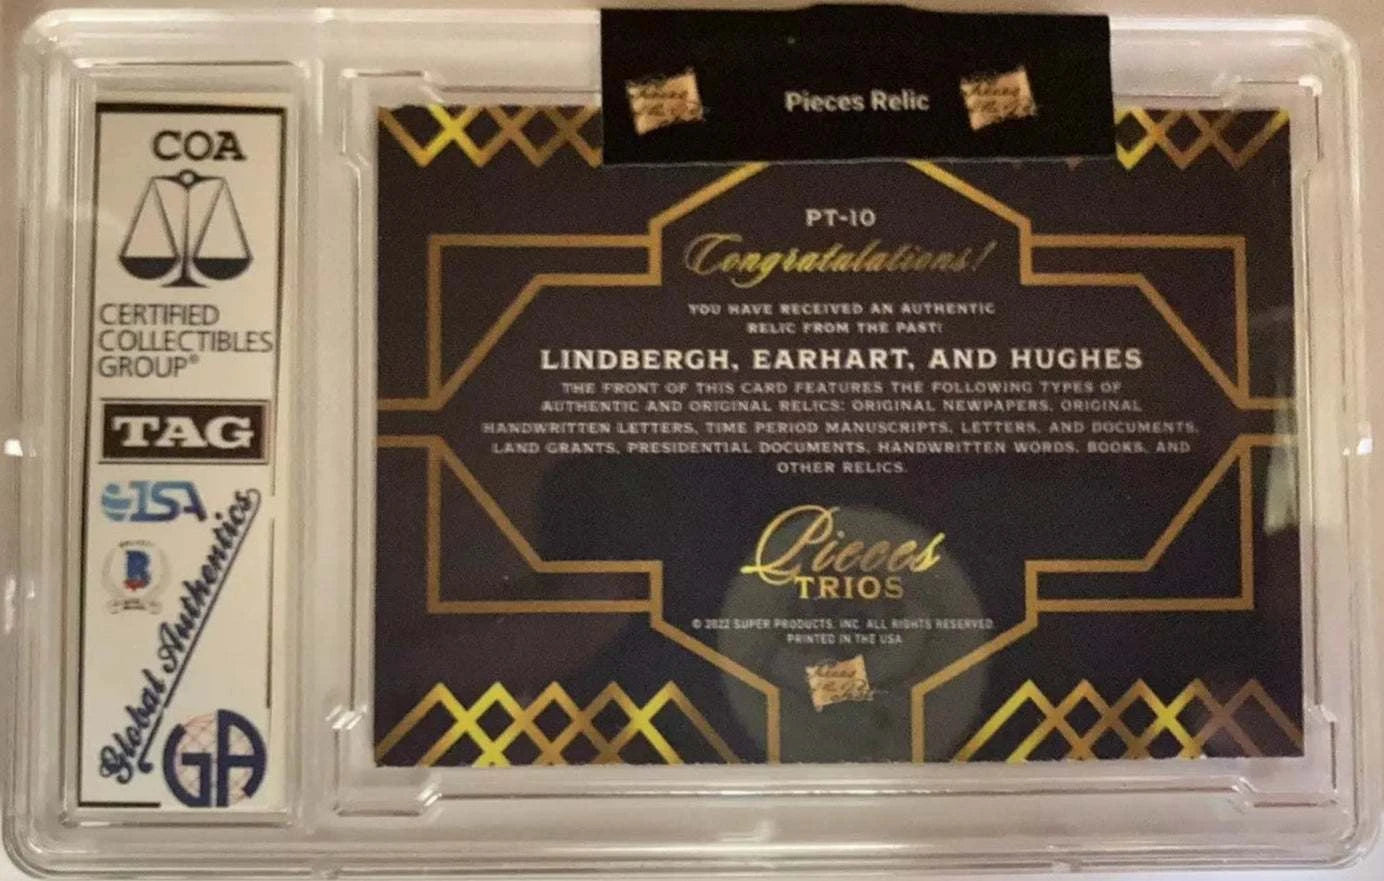 Pieces Relic
COA
CERTIFIED
COLLECTIBLES
GROUP®
TAG
ISA
B
Global Authentics
GA
PT-10
Congratulations!
YOU HAVE RECEIVED AN AUTHENTIC
RELIC FROM THE PAST!
LINDBERGH, EARHART, AND HUGHES
THE FRONT OF THIS CARD FEATURES THE FOLLOWING TYPES OF
AUTHENTIC AND ORIGINAL RELICS: ORIGINAL NEWPAPERS, ORIGINAL
HANDWRITTEN LETTERS, TIME PERIOD MANUSCRIPTS, LETTERS, AND DOCUMENTS,
LAND GRANTS, PRESIDENTIAL DOCUMENTS, HANDWRITTEN WORDS, BOOKS, AND
OTHER RELICS.
Pieces
TRIOS
© 2022 SUPER PRODUCTS, INC. ALL RIGHTS RESERVED.
PRINTED IN THE USA